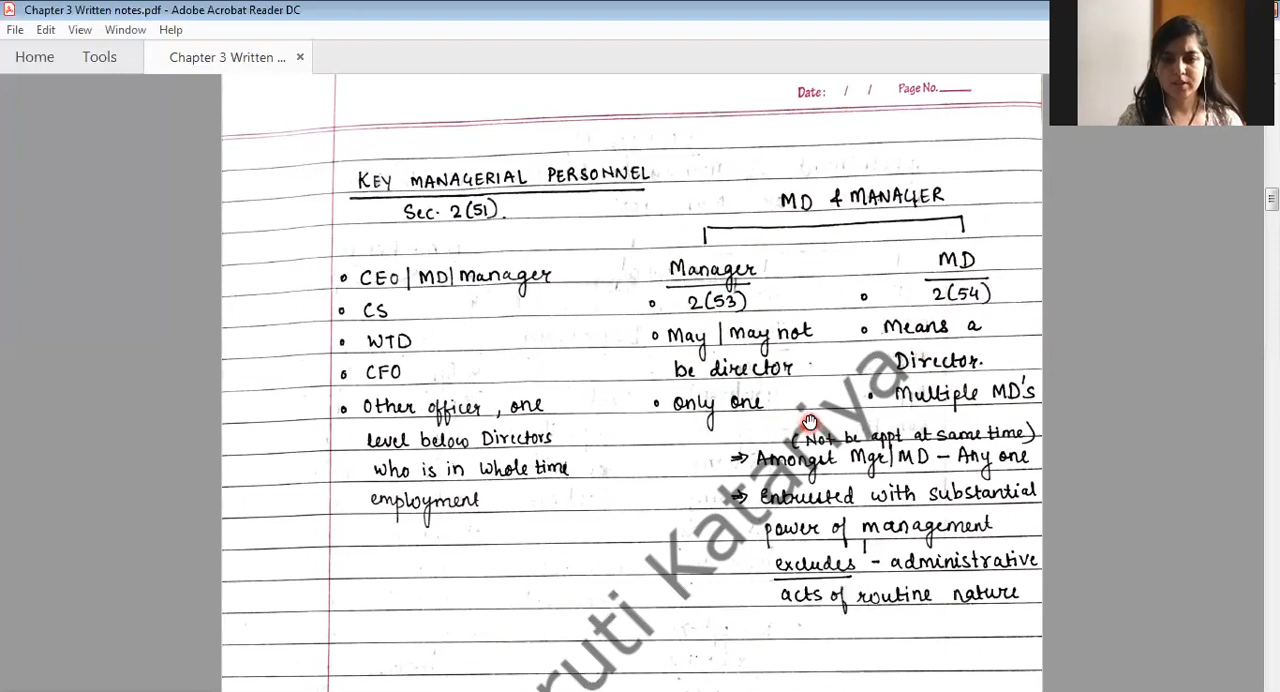 Chapter 3 Written notes.pdf - Adobe Acrobat Reader DC
File Edit View Window Help
Home Tools Chapter 3 Written ... ×
Date: / / Page No.
KEY MANAGERIAL PERSONNEL
Sec. 2(51).
• CEO | MD | manager
• CS
• WTD
• CFO
• Other officer, one
level below Directors
who is in whole time
employment
MD & MANAGER
Manager
• 2(53)
• May | may not
be director
• only one
MD
• 2(54)
• Means a
Director.
• Multiple MD's
(Not be appt at same time)
⇒ Amongst Mgr/MD - Any one
⇒ Entrusted with substantial
power of management
excludes - administrative
acts of routine nature
ruti Katariya